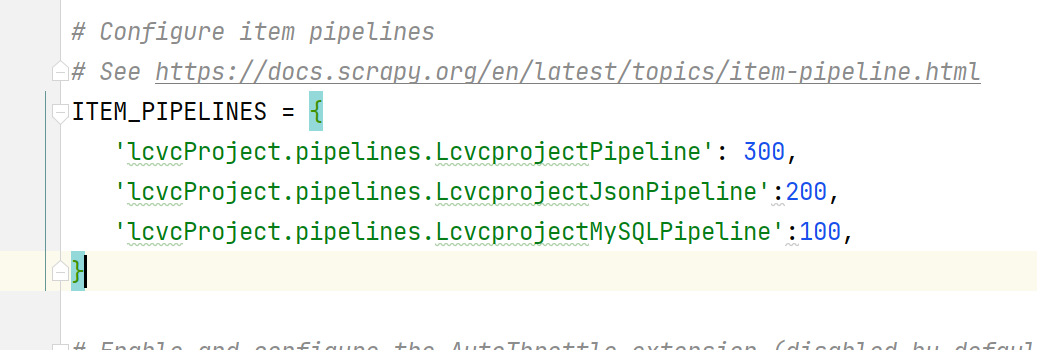 # Configure item pipelines
# See https://docs.scrapy.org/en/latest/topics/item-pipeline.html
ITEM_PIPELINES = {
   'lcvcProject.pipelines.LcvcprojectPipeline': 300,
   'lcvcProject.pipelines.LcvcprojectJsonPipeline':200,
   'lcvcProject.pipelines.LcvcprojectMySQLPipeline':100,
}
# Enable and configure the AutoThrottle extension (disabled by defaul